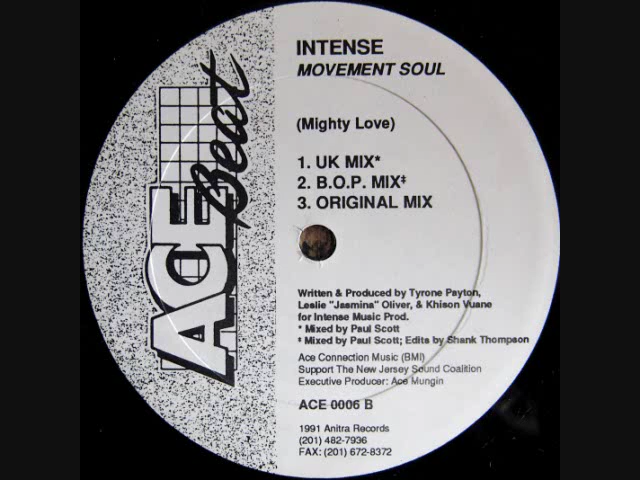 ACE
Beat
INTENSE
MOVEMENT SOUL
(Mighty Love)
1. UK MIX*
2. B.O.P. MIX‡
3. ORIGINAL MIX
Written & Produced by Tyrone Payton,
Leslie "Jasmina" Oliver, & Khison Vuane
for Intense Music Prod.
* Mixed by Paul Scott
‡ Mixed by Paul Scott; Edits by Shank Thompson
Ace Connection Music (BMI)
Support The New Jersey Sound Coalition
Executive Producer: Ace Mungin
ACE 0006 B
1991 Anitra Records
(201) 482-7936
FAX: (201) 672-8372